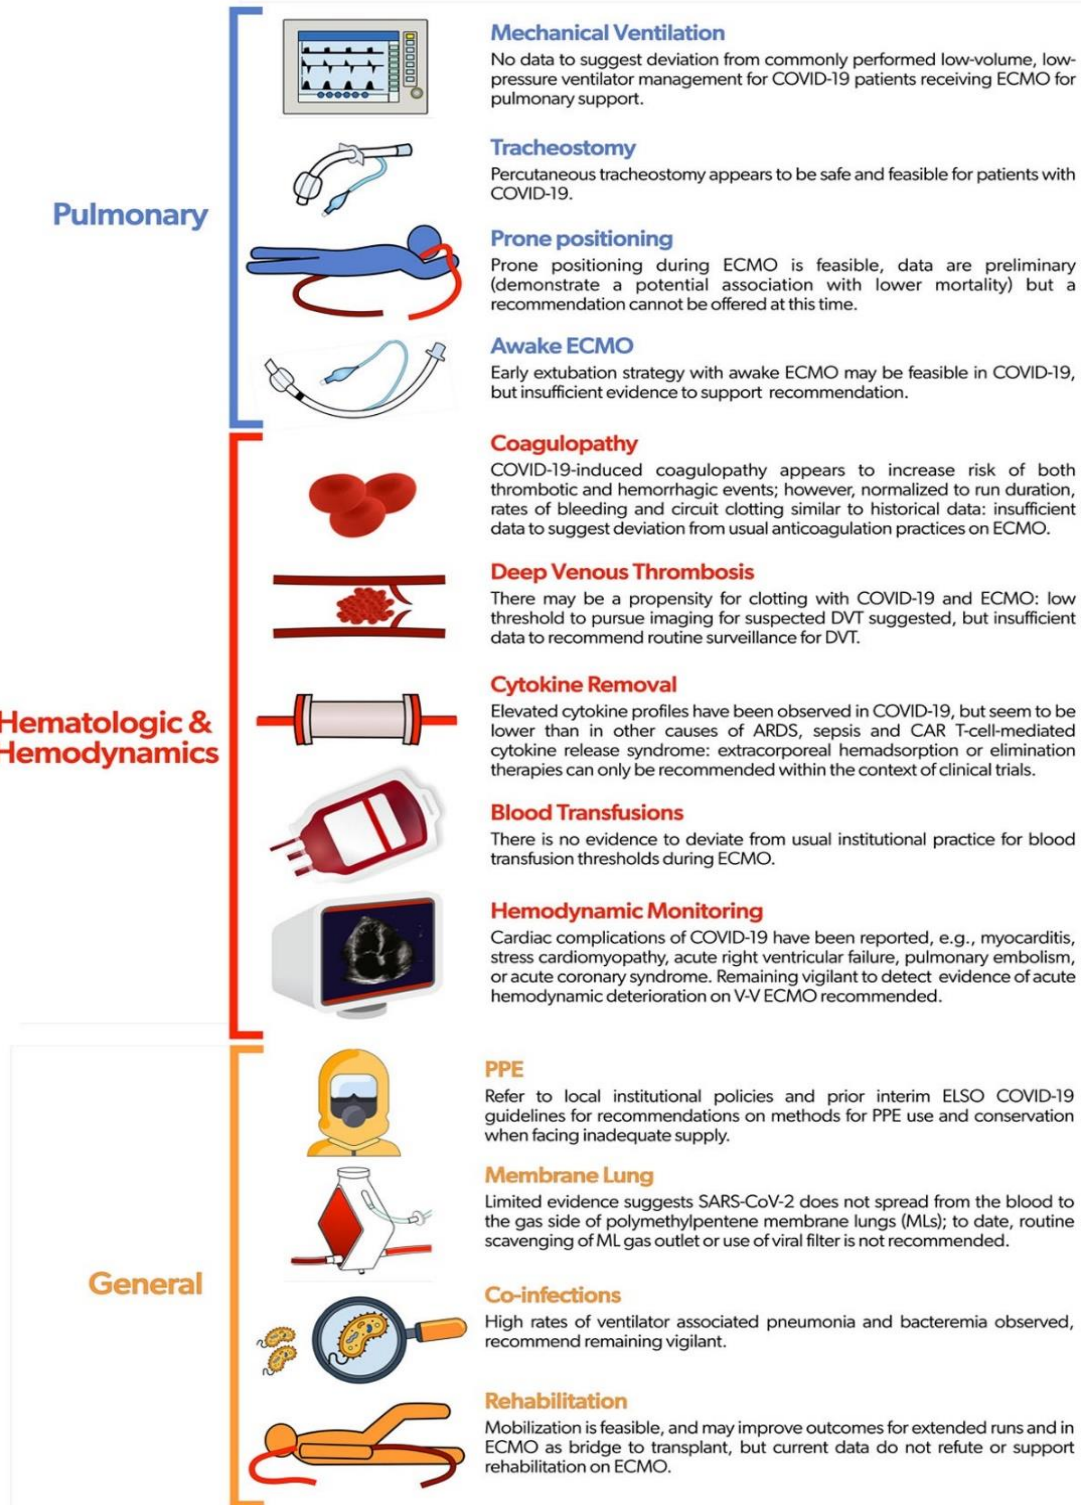 Pulmonary
Mechanical Ventilation
No data to suggest deviation from commonly performed low-volume, low-
pressure ventilator management for COVID-19 patients receiving ECMO for
pulmonary support.
Tracheostomy
Percutaneous tracheostomy appears to be safe and feasible for patients with
COVID-19.
Prone positioning
Prone positioning during ECMO is feasible, data are preliminary
(demonstrate a potential association with lower mortality) but a
recommendation cannot be offered at this time.
Awake ECMO
Early extubation strategy with awake ECMO may be feasible in COVID-19,
but insufficient evidence to support recommendation.
Hematologic &
Hemodynamics
Coagulopathy
COVID-19-induced coagulopathy appears to increase risk of both
thrombotic and hemorrhagic events; however, normalized to run duration,
rates of bleeding and circuit clotting similar to historical data: insufficient
data to suggest deviation from usual anticoagulation practices on ECMO.
Deep Venous Thrombosis
There may be a propensity for clotting with COVID-19 and ECMO: low
threshold to pursue imaging for suspected DVT suggested, but insufficient
data to recommend routine surveillance for DVT.
Cytokine Removal
Elevated cytokine profiles have been observed in COVID-19, but seem to be
lower than in other causes of ARDS, sepsis and CAR T-cell-mediated
cytokine release syndrome: extracorporeal hemadsorption or elimination
therapies can only be recommended within the context of clinical trials.
Blood Transfusions
There is no evidence to deviate from usual institutional practice for blood
transfusion thresholds during ECMO.
Hemodynamic Monitoring
Cardiac complications of COVID-19 have been reported, e.g., myocarditis,
stress cardiomyopathy, acute right ventricular failure, pulmonary embolism,
or acute coronary syndrome. Remaining vigilant to detect evidence of acute
hemodynamic deterioration on V-V ECMO recommended.
General
PPE
Refer to local institutional policies and prior interim ELSO COVID-19
guidelines for recommendations on methods for PPE use and conservation
when facing inadequate supply.
Membrane Lung
Limited evidence suggests SARS-CoV-2 does not spread from the blood to
the gas side of polymethylpentene membrane lungs (MLs); to date, routine
scavenging of ML gas outlet or use of viral filter is not recommended.
Co-infections
High rates of ventilator associated pneumonia and bacteremia observed,
recommend remaining vigilant.
Rehabilitation
Mobilization is feasible, and may improve outcomes for extended runs and in
ECMO as bridge to transplant, but current data do not refute or support
rehabilitation on ECMO.